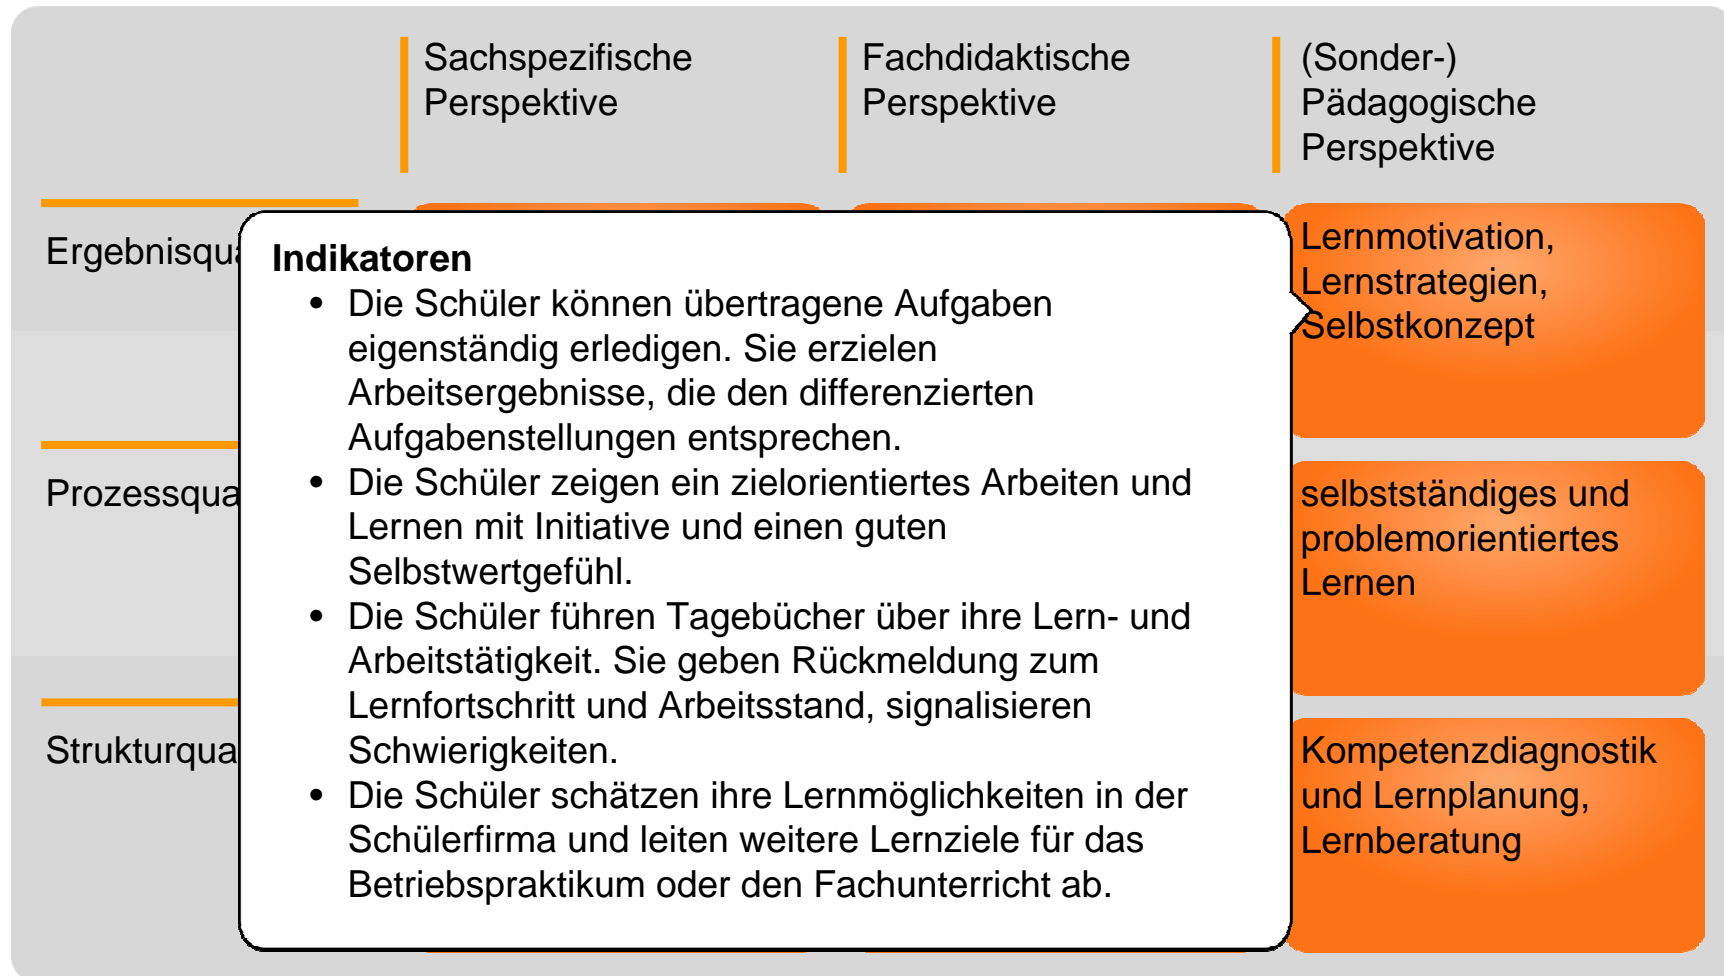 Sachspezifische
Perspektive
Fachdidaktische
Perspektive
(Sonder-)
Pädagogische
Perspektive
Ergebnisqua
Indikatoren
• Die Schüler können übertragene Aufgaben
eigenständig erledigen. Sie erzielen
Arbeitsergebnisse, die den differenzierten
Aufgabenstellungen entsprechen.
• Die Schüler zeigen ein zielorientiertes Arbeiten und
Lernen mit Initiative und einen guten
Selbstwertgefühl.
• Die Schüler führen Tagebücher über ihre Lern- und
Arbeitstätigkeit. Sie geben Rückmeldung zum
Lernfortschritt und Arbeitsstand, signalisieren
Schwierigkeiten.
• Die Schüler schätzen ihre Lernmöglichkeiten in der
Schülerfirma und leiten weitere Lernziele für das
Betriebspraktikum oder den Fachunterricht ab.
Lernmotivation,
Lernstrategien,
Selbstkonzept
Prozessqua
selbstständiges und
problemorientiertes
Lernen
Strukturqua
Kompetenzdiagnostik
und Lernplanung,
Lernberatung